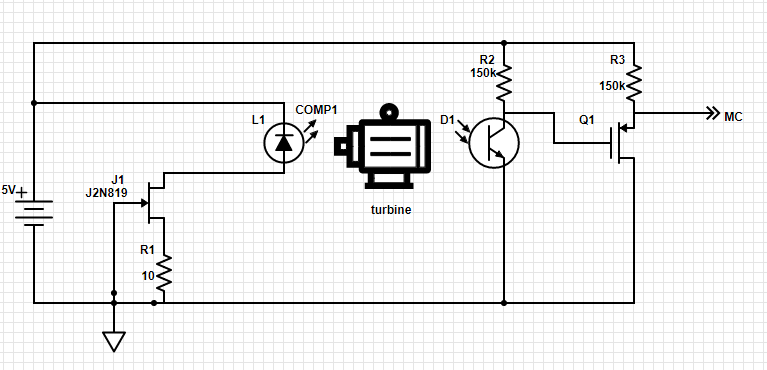 R2
150k
R3
150k
L1
COMP1
D1
Q1
MC
J1
J2N819
5V
+
turbine
R1
10